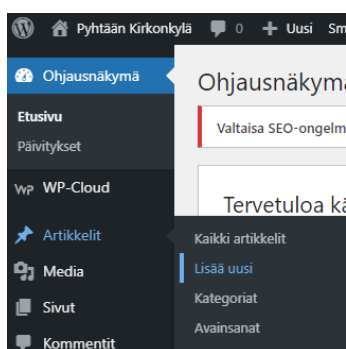 Pyhtään Kirkonkylä 0 + Uusi Sm
Ohjausnäkymä
Ohjausnäkymä
Etusivu
Valtaisa SEO-ongelm
Päivitykset
WP-Cloud
Tervetuloa kä
Artikkelit
Kaikki artikkelit
Lisää uusi
Media
Kategoriat
Sivut
Avainsanat
Kommentit